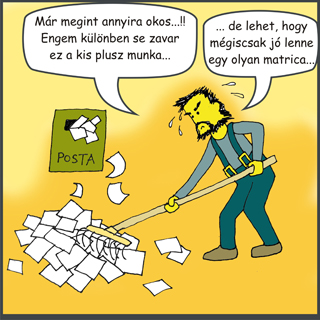 Már megint annyira okos...!!
Engem különben se zavar
ez a kis plusz munka...
... de lehet, hogy
mégiscsak jó lenne
egy olyan matrica...
POSTA